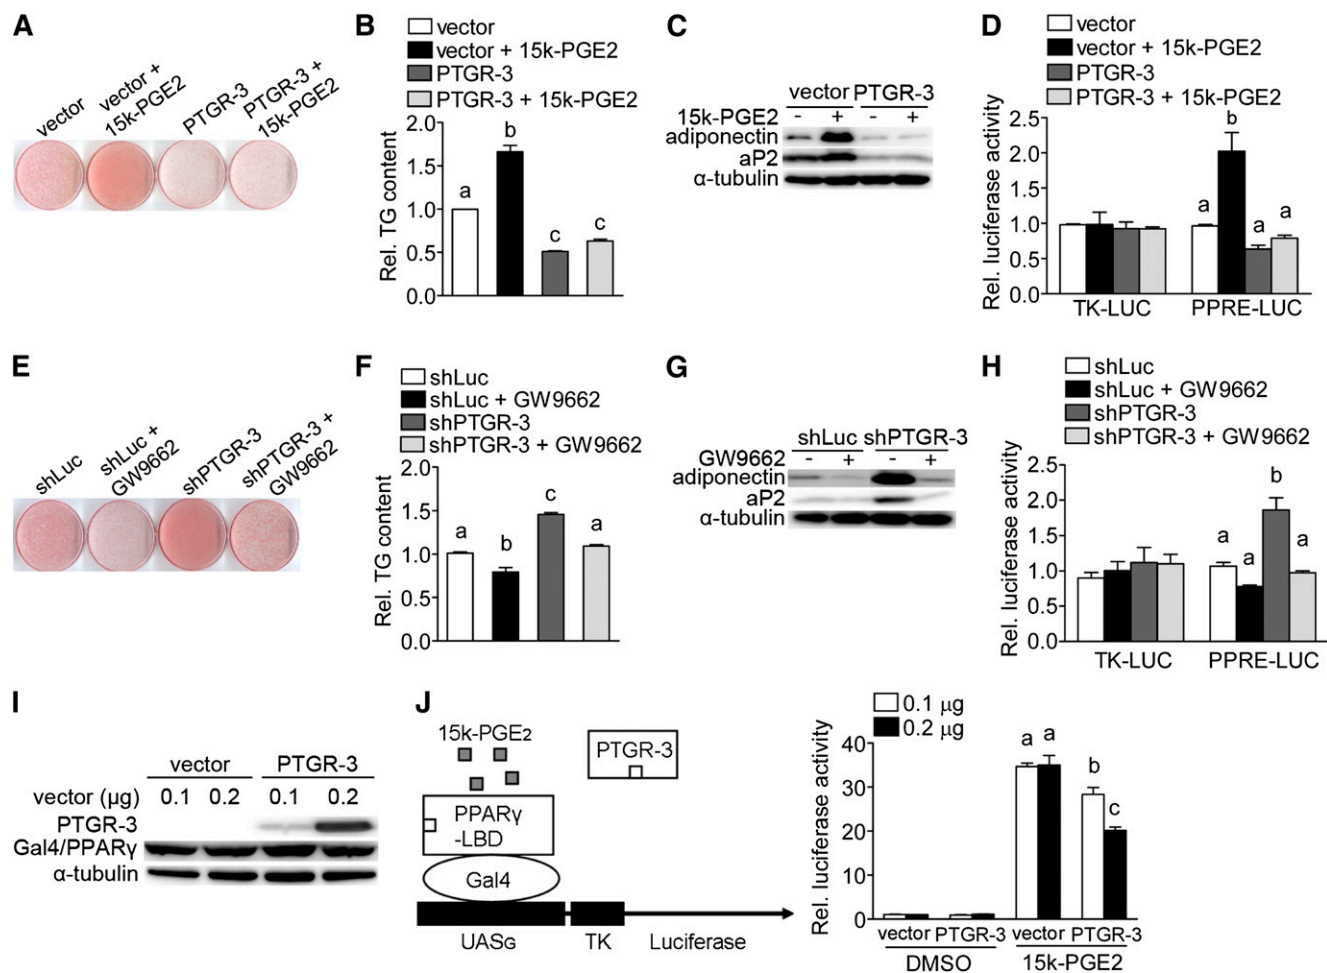 A
vector
vector +
15k-PGE2
PTGR-3
PTGR-3 +
15k-PGE2
B
vector
vector + 15k-PGE2
PTGR-3
PTGR-3 + 15k-PGE2
Rel. TG content
2.0
1.5
1.0
0.5
0.0
a
b
c
c
C
vector PTGR-3
15k-PGE2 - + - +
adiponectin
aP2
α-tubulin
D
vector
vector + 15k-PGE2
PTGR-3
PTGR-3 + 15k-PGE2
Rel. luciferase activity
2.5
2.0
1.5
1.0
0.5
0.0
a
b
a
a
TK-LUC PPRE-LUC
E
shLuc
shLuc +
GW9662
shPTGR-3
shPTGR-3 +
GW9662
F
shLuc
shLuc + GW9662
shPTGR-3
shPTGR-3 + GW9662
Rel. TG content
2.0
1.5
1.0
0.5
0.0
a
b
c
a
G
shLuc shPTGR-3
GW9662 - + - +
adiponectin
aP2
α-tubulin
H
shLuc
shLuc + GW9662
shPTGR-3
shPTGR-3 + GW9662
Rel. luciferase activity
2.5
2.0
1.5
1.0
0.5
0.0
a
a
b
a
TK-LUC PPRE-LUC
I
vector PTGR-3
vector (µg) 0.1 0.2 0.1 0.2
PTGR-3
Gal4/PPARγ
α-tubulin
J
15k-PGE2
PTGR-3
PPARγ
-LBD
Gal4
UASG TK Luciferase
0.1 µg
0.2 µg
Rel. luciferase activity
40
30
20
10
0
a a
b
c
vector PTGR-3 vector PTGR-3
DMSO 15k-PGE2